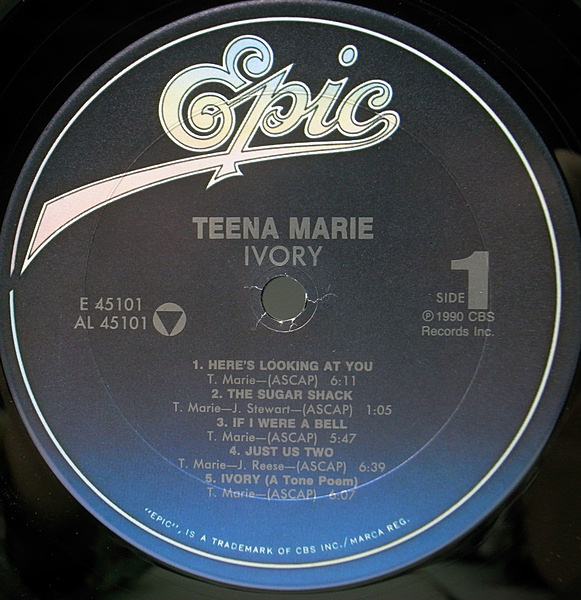 Epic
TEENA MARIE
IVORY
E 45101
AL 45101
SIDE 1
℗ 1990 CBS
Records Inc.
1. HERE'S LOOKING AT YOU
T. Marie—(ASCAP) 6:11
2. THE SUGAR SHACK
T. Marie—J. Stewart—(ASCAP) 1:05
3. IF I WERE A BELL
T. Marie—(ASCAP) 5:47
4. JUST US TWO
T. Marie—J. Reese—(ASCAP) 6:39
5. IVORY (A Tone Poem)
T. Marie—(ASCAP) 6:07
"EPIC", IS A TRADEMARK OF CBS INC./MARCA REG.